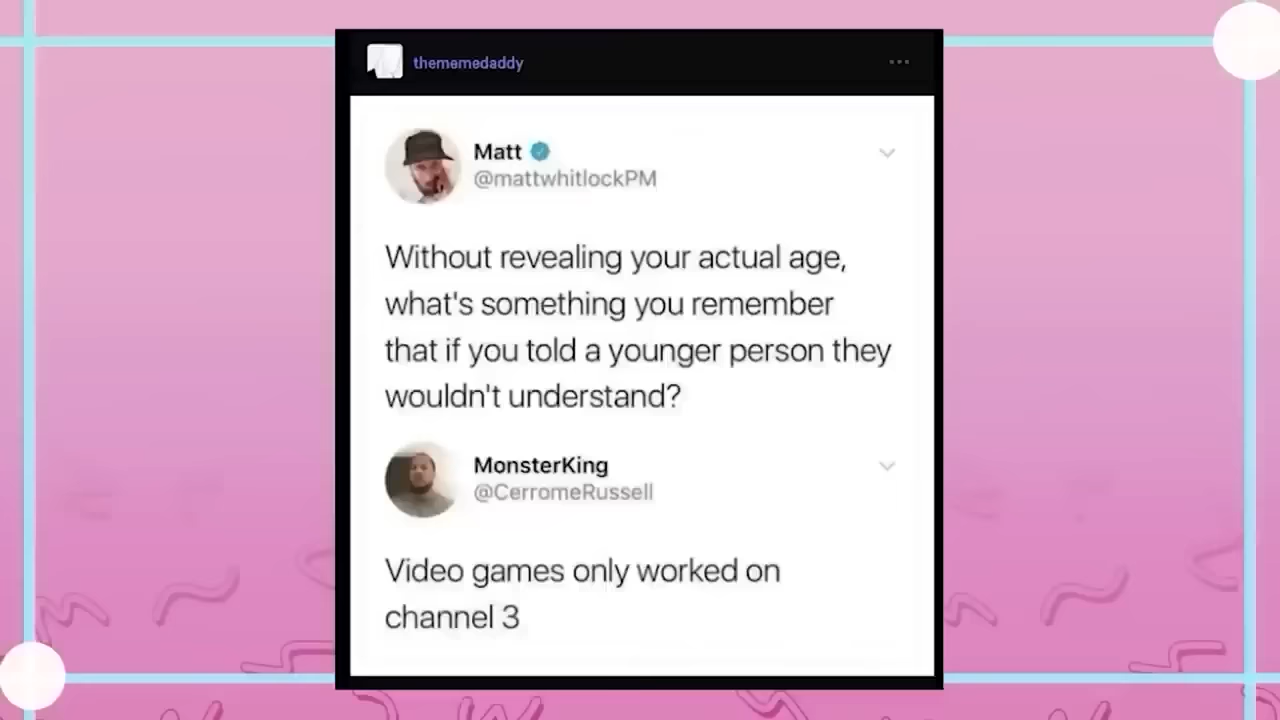 thememedaddy
Matt
@mattwhitlockPM
Without revealing your actual age,
what's something you remember
that if you told a younger person they
wouldn't understand?
MonsterKing
@CerromeRussell
Video games only worked on
channel 3